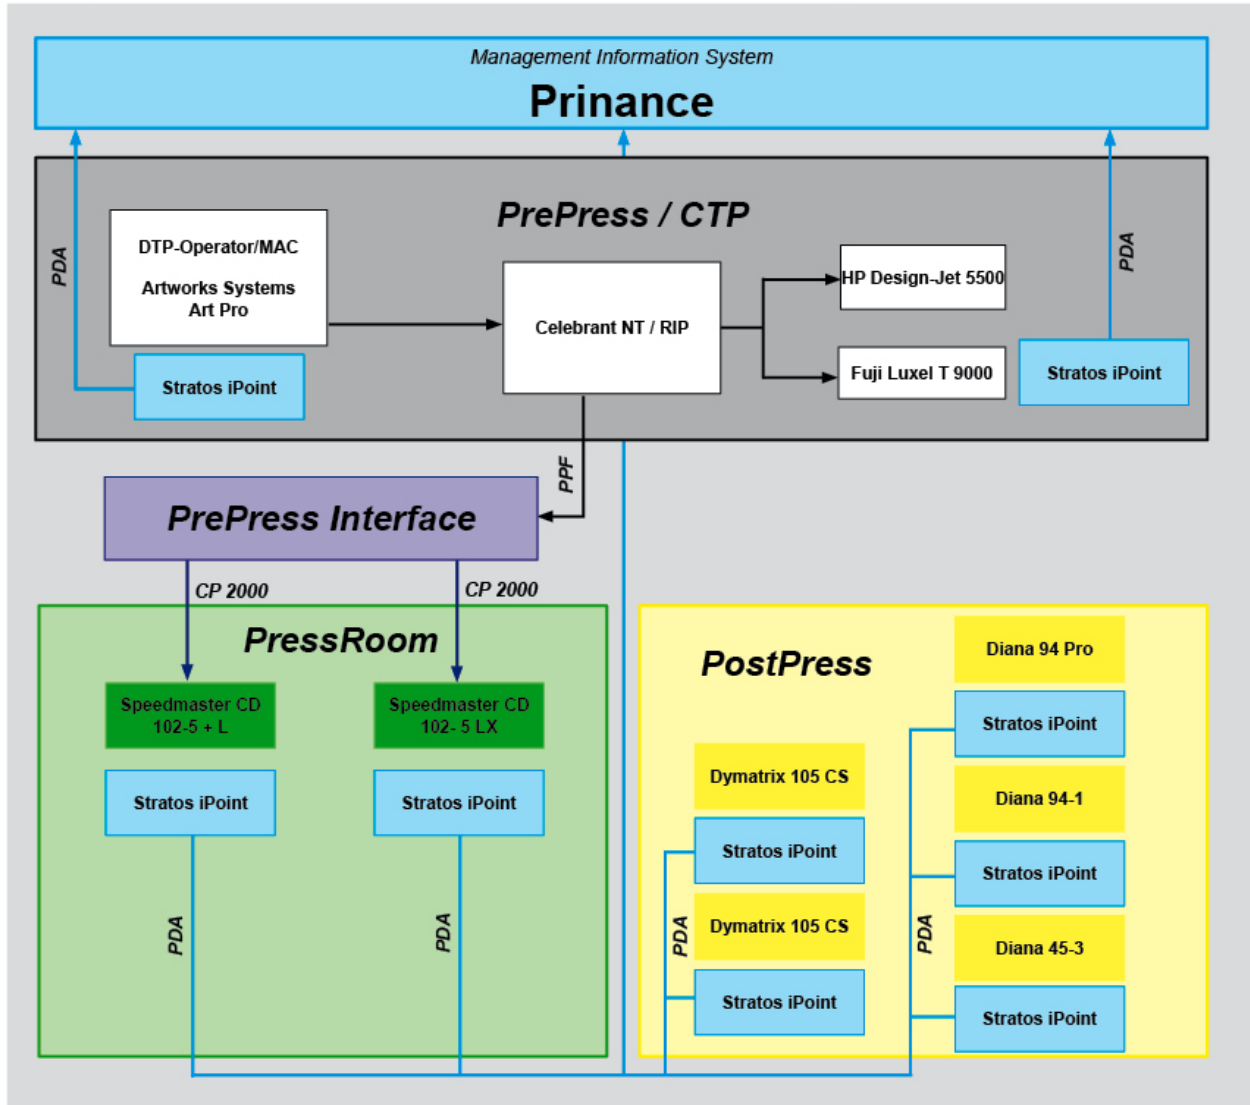 Management Information System
Prinance
PrePress / CTP
PDA
DTP-Operator/MAC
Artworks Systems
Art Pro
Stratos iPoint
Celebrant NT / RIP
HP Design-Jet 5500
Fuji Luxel T 9000
PDA
Stratos iPoint
PPF
PrePress Interface
CP 2000
CP 2000
PressRoom
Speedmaster CD
102-5 + L
Speedmaster CD
102- 5 LX
Stratos iPoint
Stratos iPoint
PDA
PDA
PostPress
Dymatrix 105 CS
Stratos iPoint
PDA
Dymatrix 105 CS
Stratos iPoint
Diana 94 Pro
Stratos iPoint
Diana 94-1
Stratos iPoint
PDA
Diana 45-3
Stratos iPoint